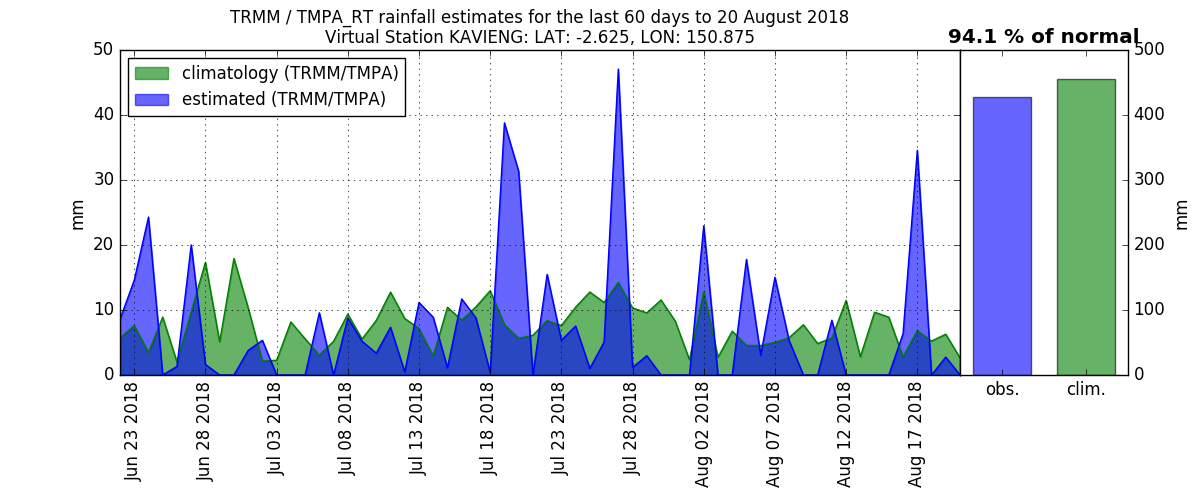 TRMM / TMPA_RT rainfall estimates for the last 60 days to 20 August 2018
Virtual Station KAVIENG: LAT: -2.625, LON: 150.875
94.1 % of normal
climatology (TRMM/TMPA)
estimated (TRMM/TMPA)
50
40
30
20
10
0
mm
500
400
300
200
100
0
mm
Jun 23 2018
Jun 28 2018
Jul 03 2018
Jul 08 2018
Jul 13 2018
Jul 18 2018
Jul 23 2018
Jul 28 2018
Aug 02 2018
Aug 07 2018
Aug 12 2018
Aug 17 2018
obs.
clim.